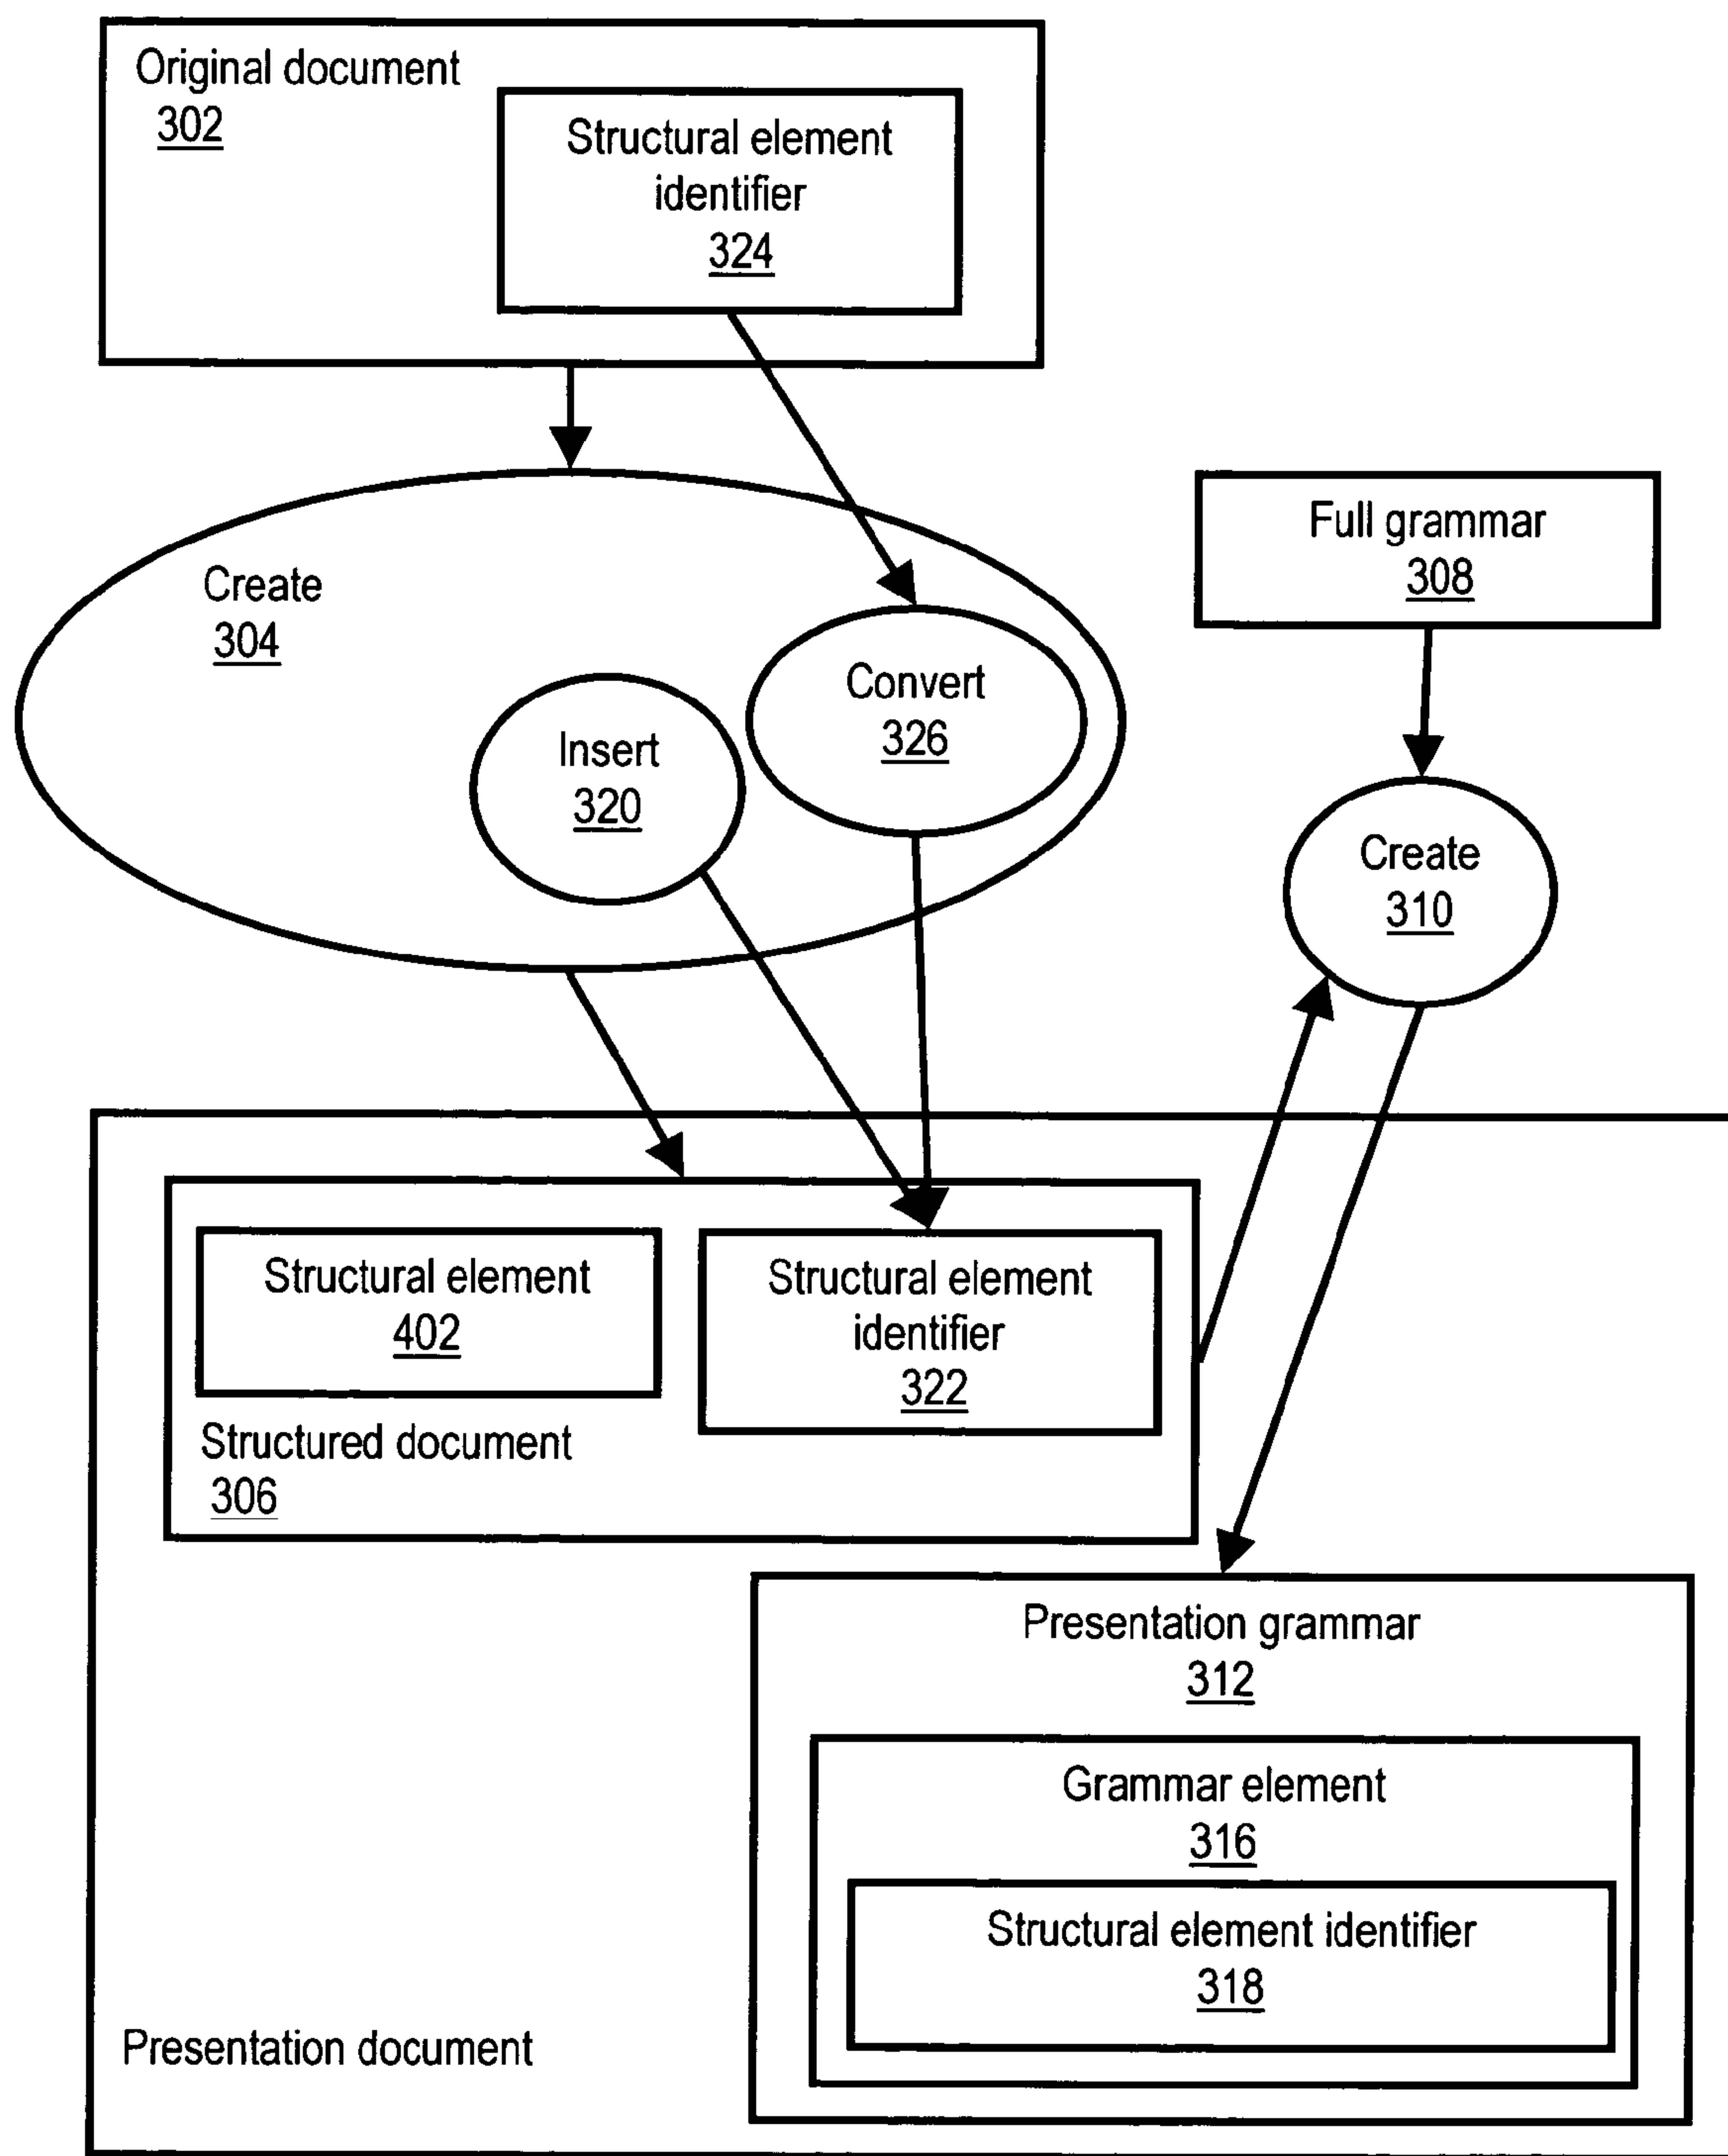 Original document
302
Structural element
identifier
324
Create
304
Insert
320
Convert
326
Full grammar
308
Create
310
Structural element
402
Structural element
identifier
322
Structured document
306
Presentation grammar
312
Grammar element
316
Structural element identifier
318
Presentation document